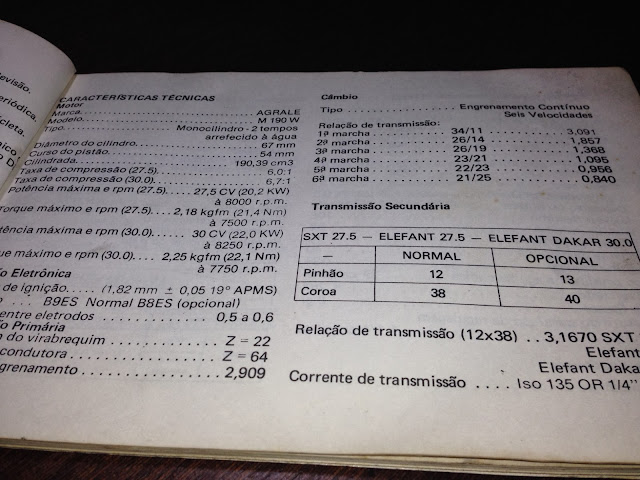 evisão.
eriódica.
cleta.
nico
o D
CARACTERÍSTICAS TÉCNICAS
Motor
Marca. AGRALE
Modelo. M 190 W
Tipo. Monocilindro - 2 tempos
arrefecido à água
Diâmetro do cilindro. 67 mm
Curso do pistão. 54 mm
Cilindrada. 190,39 cm3
Taxa de compressão (27.5) 6,0:1
Taxa de compressão (30.0). 6,7:1
Potência máxima e rpm (27.5). 27,5 CV (20,2 KW)
à 8000 r.p.m.
orque máximo e rpm (27.5).... 2,18 kgfm (21,4 Nm)
à 7500 r.p.m.
otência máxima e rpm (30.0). 30 CV (22,0 KW)
à 8250 r.p.m.
que máximo e rpm (30.0). .. 2,25 kgfm (22,1 Nm)
à 7750 r.p.m.
ão Eletrônica
de ignição.... (1,82 mm ± 0,05 19º APMS)
o ... B9ES Normal B8ES (opcional)
entre eletrodos ............ 0,5 a 0,6
ão Primária
m do virabrequim .......... Z = 22
condutora ............... Z = 64
grenamento .............. 2,909
Câmbio
Tipo ............ Engrenamento Contínuo
Seis Velocidades
Relação de transmissão:
1ª marcha ........ 34/11 ........ 3,091
2ª marcha ........ 26/14 ........ 1,857
3ª marcha ........ 26/19 ........ 1,368
4ª marcha ........ 23/21 ........ 1,095
5ª marcha ........ 22/23 ........ 0,956
6ª marcha ........ 21/25 ........ 0,840
Transmissão Secundária
SXT 27.5 — ELEFANT 27.5 — ELEFANT DAKAR 30.0
— NORMAL OPCIONAL
Pinhão 12 13
Coroa 38 40
Relação de transmissão (12x38) .. 3,1670 SXT
Elefant
Elefant Daka
Corrente de transmissão .... Iso 135 OR 1/4"